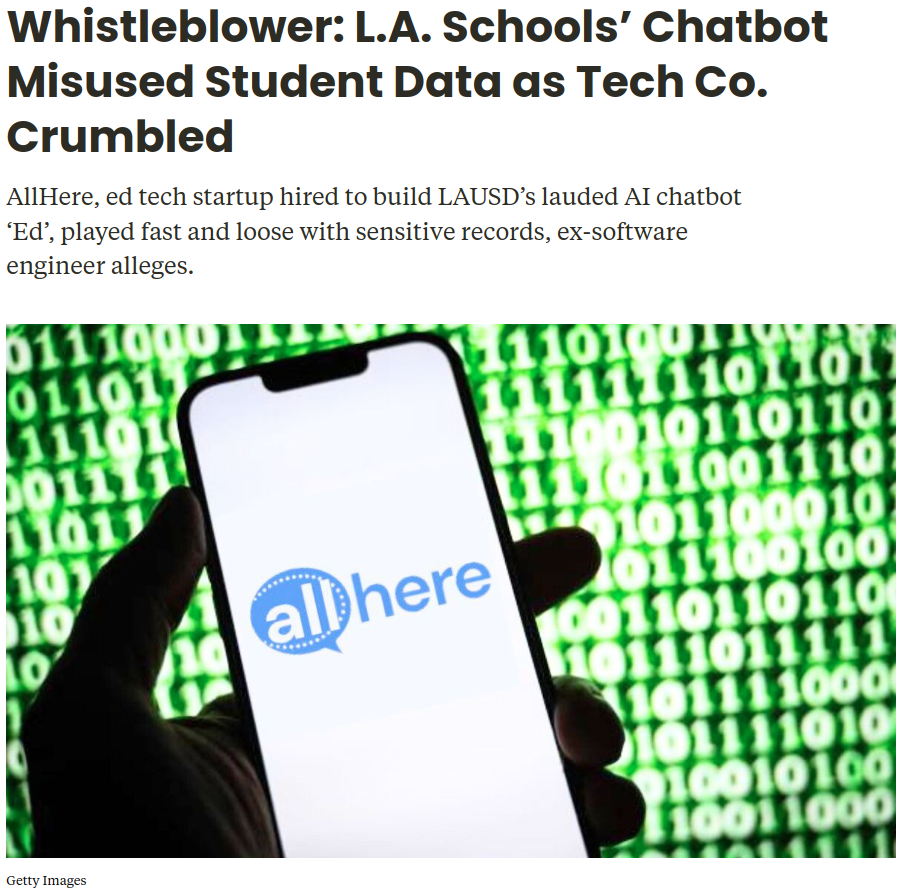 Whistleblower: L.A. Schools’ Chatbot
Misused Student Data as Tech Co.
Crumbled
AllHere, ed tech startup hired to build LAUSD’s lauded AI chatbot
‘Ed’, played fast and loose with sensitive records, ex-software
engineer alleges.
allhere
Getty Images